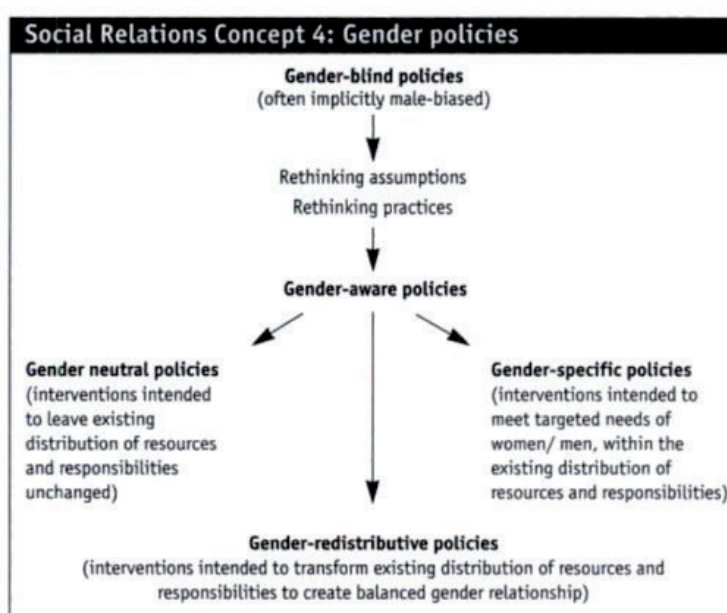 Social Relations Concept 4: Gender policies
Gender-blind policies
(often implicitly male-biased)
Rethinking assumptions
Rethinking practices
Gender-aware policies
Gender neutral policies
(interventions intended
to leave existing
distribution of resources
and responsibilities
unchanged)
Gender-specific policies
(interventions intended to
meet targeted needs of
women/ men, within the
existing distribution of
resources and responsibilities)
Gender-redistributive policies
(interventions intended to transform existing distribution of resources and
responsibilities to create balanced gender relationship)